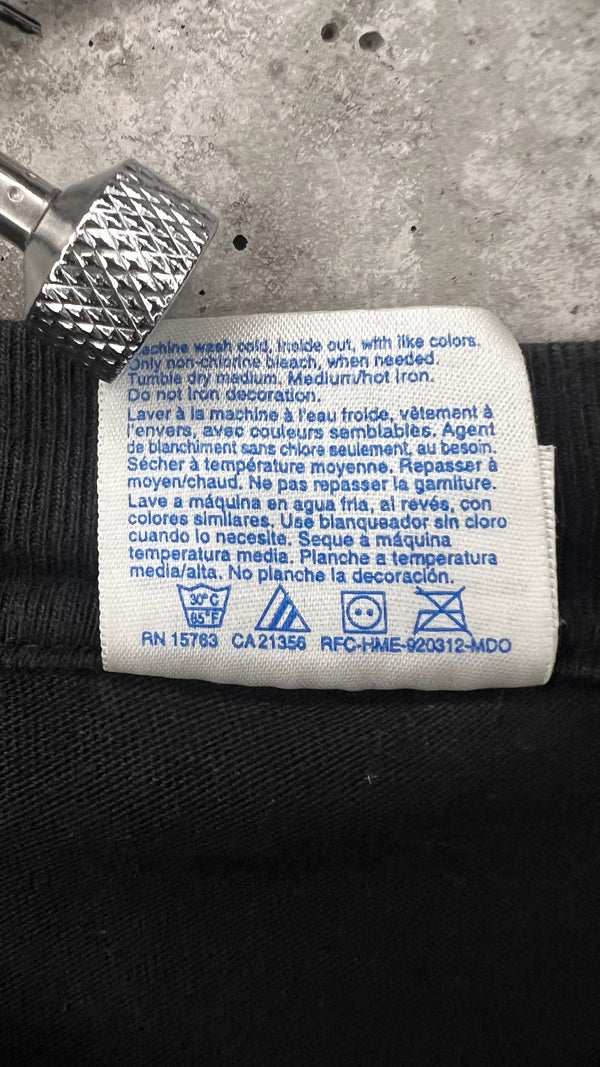 achine wash cold, inside out, with like colors.
Only non-chlorine bleach, when needed.
Tumble dry medium. Medium/hot iron.
Do not iron decoration.
Laver à la machine à l'eau froide, vêtement à
l'envers, avec couleurs semblables. Agent
de blanchiment sans chlore seulement, au besoin.
Sécher à température moyenne. Repasser à
moyen/chaud. Ne pas repasser la garniture.
Lave a máquina en agua fria, al revés, con
colores similares. Use blanqueador sin cloro
cuando lo necesite. Seque a máquina
temperatura media. Planche a temperatura
media/alta. No planche la decoración.
30°C
85°F
RN 15763 CA 21356 RFC-HME-920312-MDO